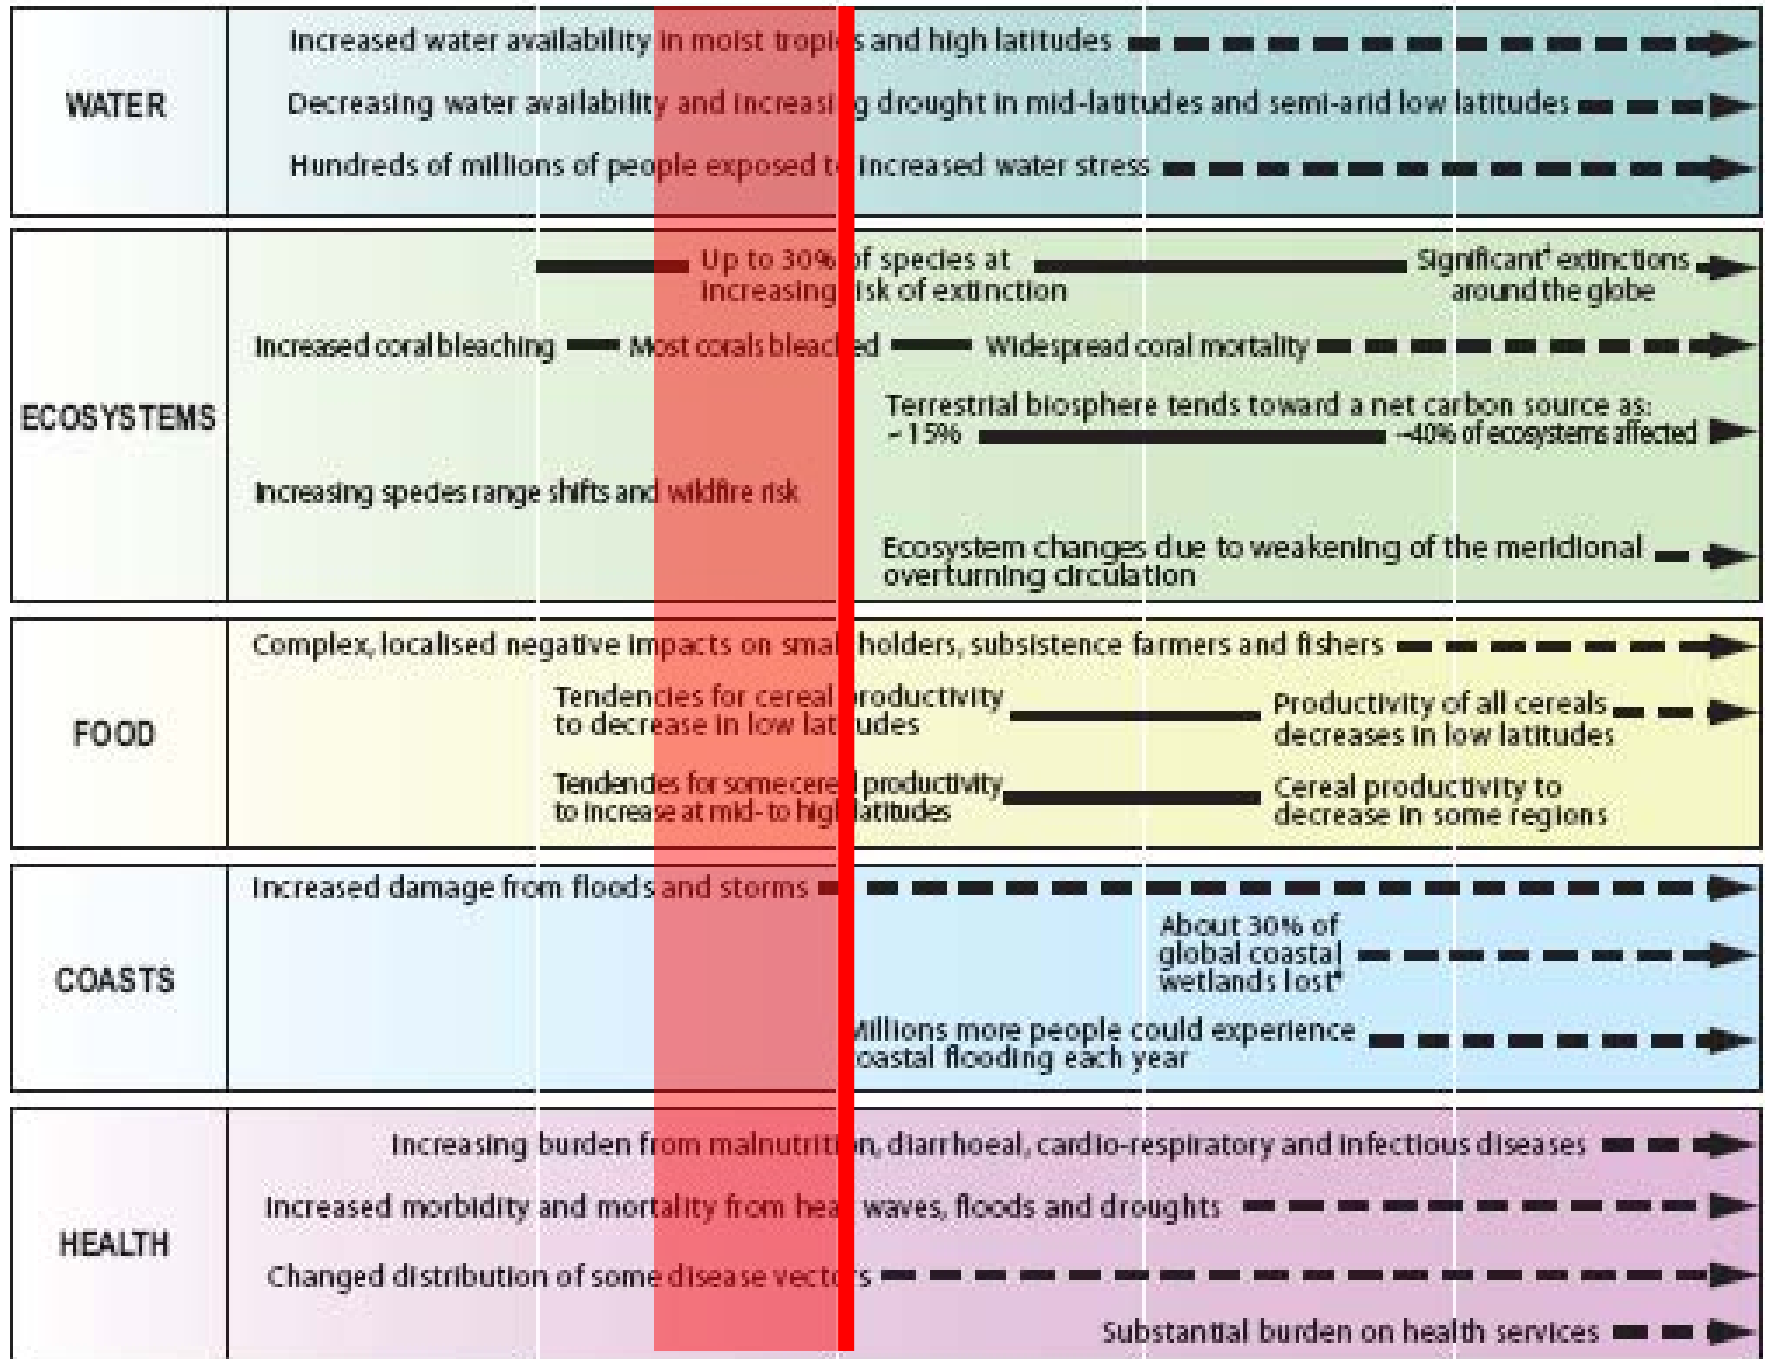 WATER
Increased water availability in moist tropics and high latitudes
Decreasing water availability and increasing drought in mid-latitudes and semi-arid low latitudes
Hundreds of millions of people exposed to increased water stress
ECOSYSTEMS
Up to 30% of species at
increasing risk of extinction
Significant† extinctions
around the globe
Increased coral bleaching
Most corals bleached
Widespread coral mortality
Terrestrial biosphere tends toward a net carbon source as:
~15%
~40% of ecosystems affected
Increasing species range shifts and wildfire risk
Ecosystem changes due to weakening of the meridional
overturning circulation
FOOD
Complex, localised negative impacts on small holders, subsistence farmers and fishers
Tendencies for cereal productivity
to decrease in low latitudes
Productivity of all cereals
decreases in low latitudes
Tendencies for some cereal productivity
to increase at mid- to high latitudes
Cereal productivity to
decrease in some regions
COASTS
Increased damage from floods and storms
About 30% of
global coastal
wetlands lost‡
Millions more people could experience
coastal flooding each year
HEALTH
Increasing burden from malnutrition, diarrhoeal, cardio-respiratory and infectious diseases
Increased morbidity and mortality from heat waves, floods and droughts
Changed distribution of some disease vectors
Substantial burden on health services